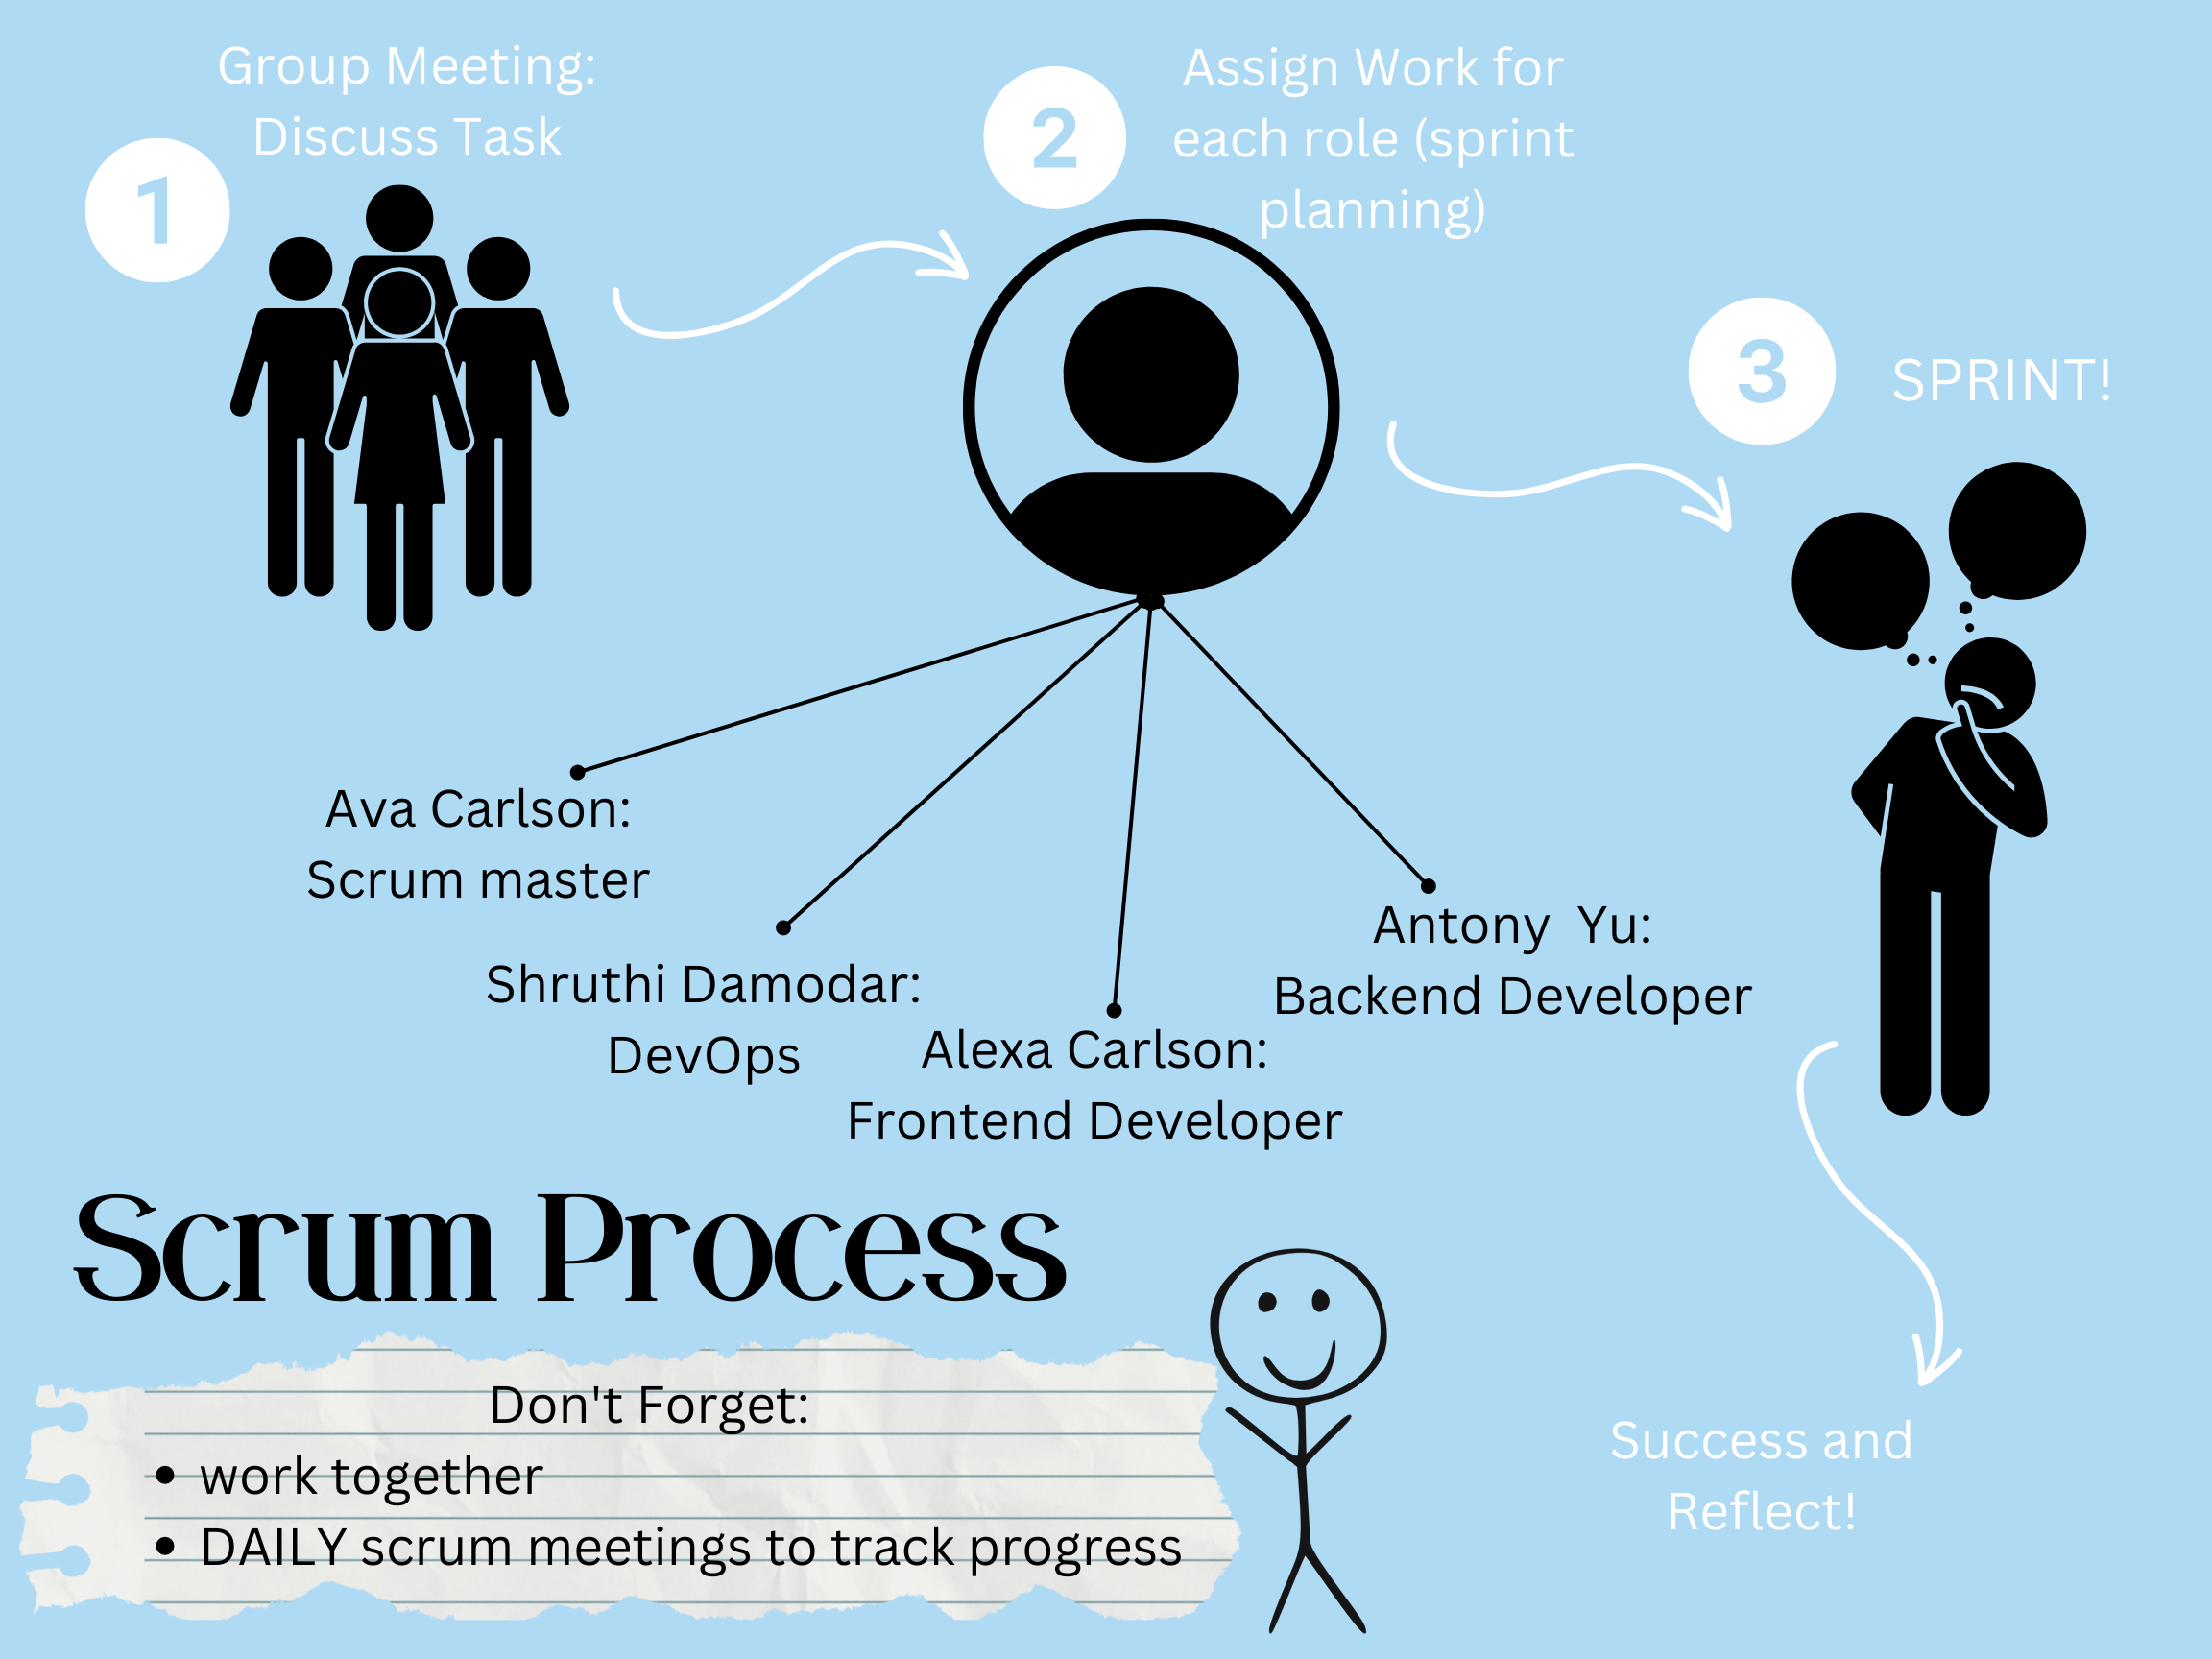 1
Group Meeting:
Discuss Task
2
Assign Work for
each role (sprint
planning)
3
SPRINT!
Ava Carlson:
Scrum master
Shruthi Damodar:
DevOps
Alexa Carlson:
Frontend Developer
Antony Yu:
Backend Developer
Success and
Reflect!
Scrum Process
Don't Forget:
• work together
• DAILY scrum meetings to track progress